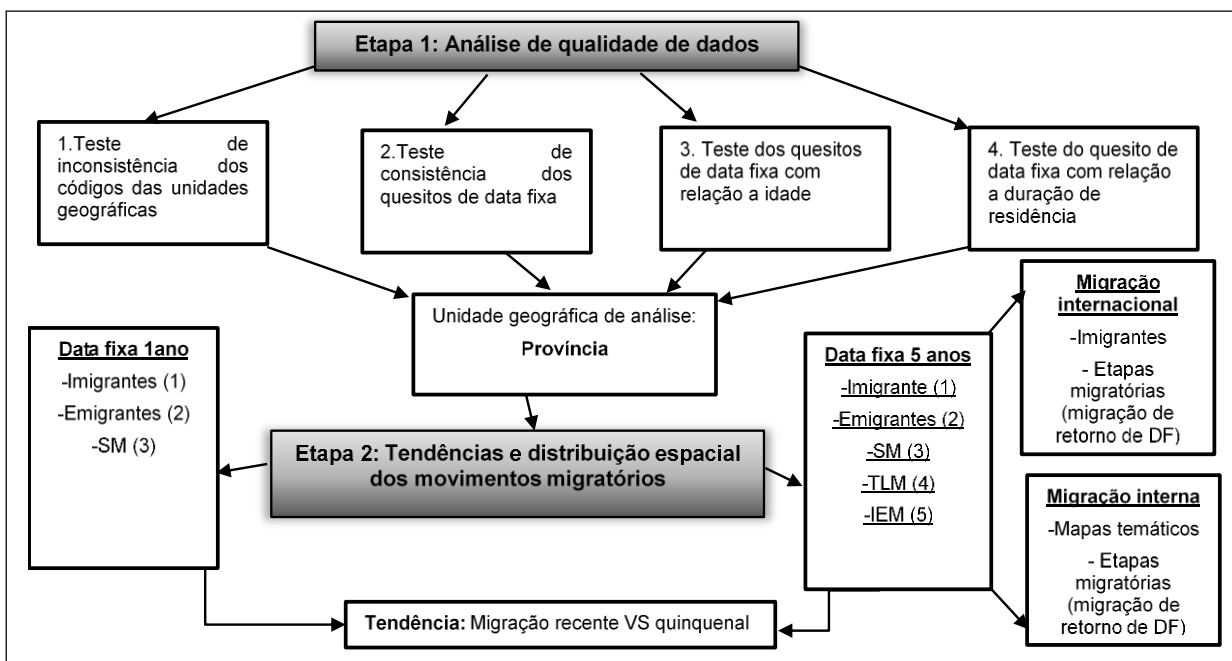 Etapa 1: Análise de qualidade de dados
1.Teste de
inconsistência dos
códigos das unidades
geográficas
2.Teste de
consistência dos
quesitos de data fixa
3. Teste dos quesitos
de data fixa com
relação a idade
4. Teste do quesito de
data fixa com relação
a duração de
residência
Unidade geográfica de análise:
Província
Data fixa 1ano
-Imigrantes (1)
-Emigrantes (2)
-SM (3)
Etapa 2: Tendências e distribuição espacial
dos movimentos migratórios
Data fixa 5 anos
-Imigrante (1)
-Emigrantes (2)
-SM (3)
-TLM (4)
-IEM (5)
Migração
internacional
-Imigrantes
- Etapas
migratórias
(migração de
retorno de DF)
Migração interna
-Mapas temáticos
- Etapas
migratórias
(migração de
retorno de DF)
Tendência: Migração recente VS quinquenal